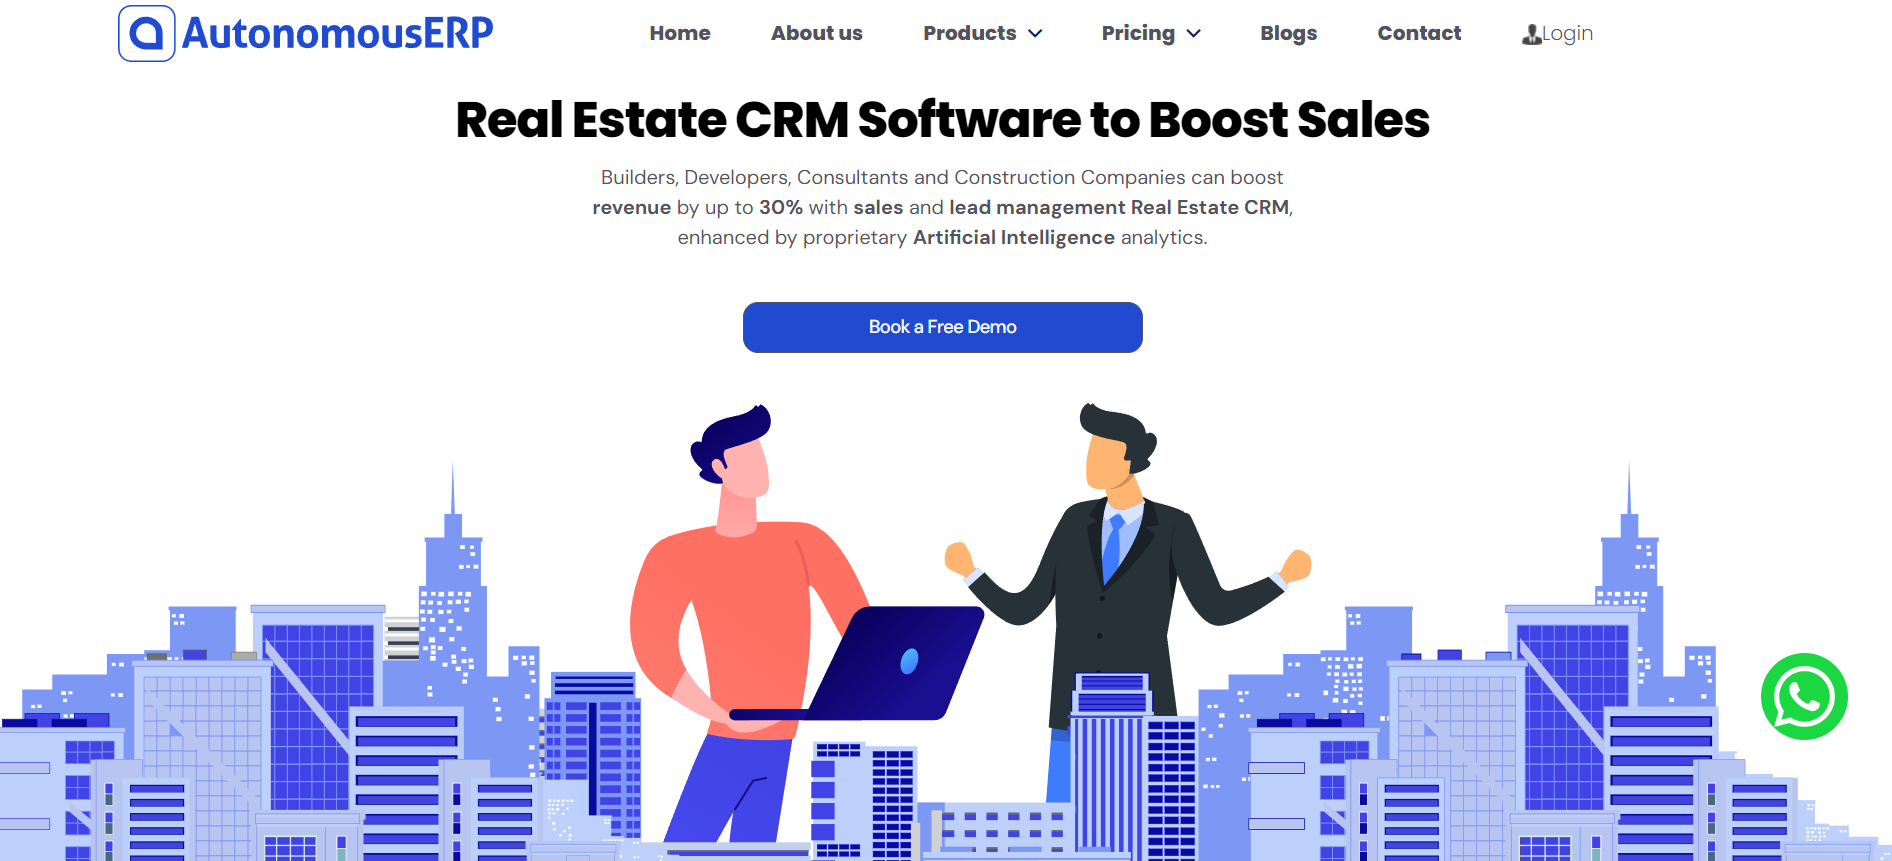 AutonomousERP
Home About us Products Pricing Blogs Contact Login
Real Estate CRM Software to Boost Sales
Builders, Developers, Consultants and Construction Companies can boost
revenue by up to 30% with sales and lead management Real Estate CRM,
enhanced by proprietary Artificial Intelligence analytics.
Book a Free Demo